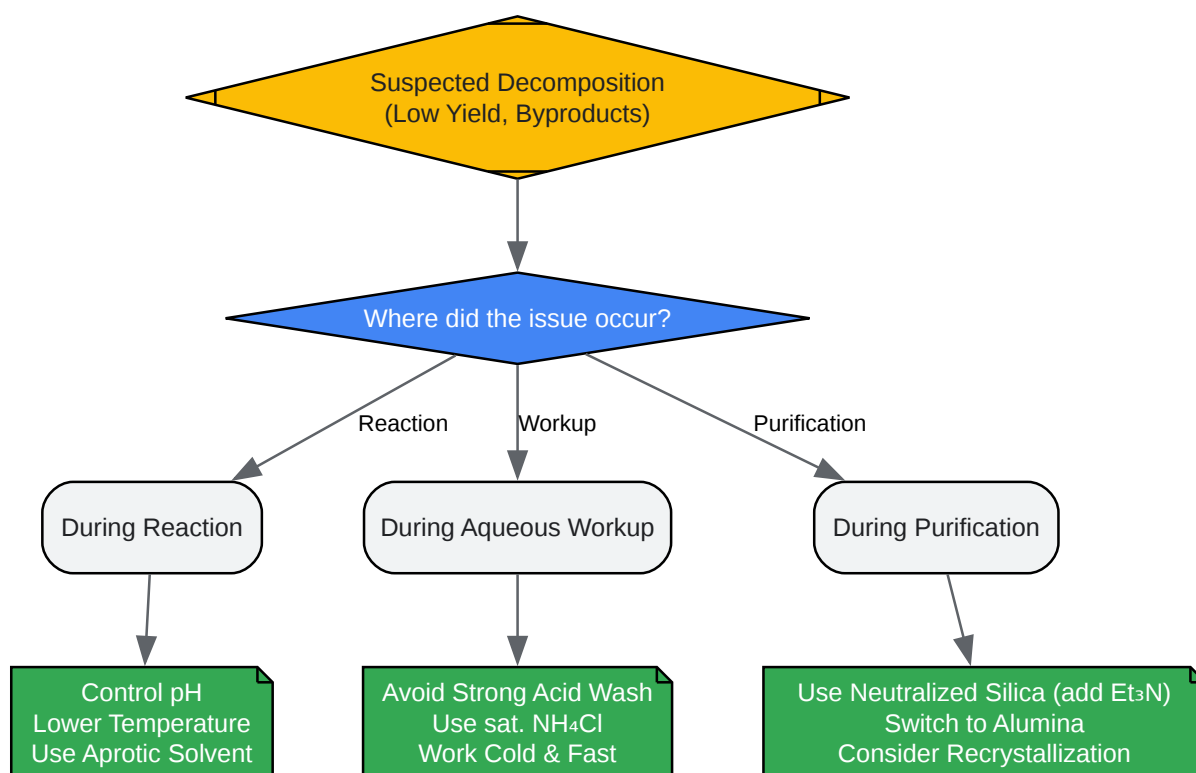 Suspected Decomposition
(Low Yield, Byproducts)
Where did the issue occur?
Reaction
Workup
Purification
During Reaction
During Aqueous Workup
During Purification
Control pH
Lower Temperature
Use Aprotic Solvent
Avoid Strong Acid Wash
Use sat. NH₄Cl
Work Cold & Fast
Use Neutralized Silica (add Et₃N)
Switch to Alumina
Consider Recrystallization